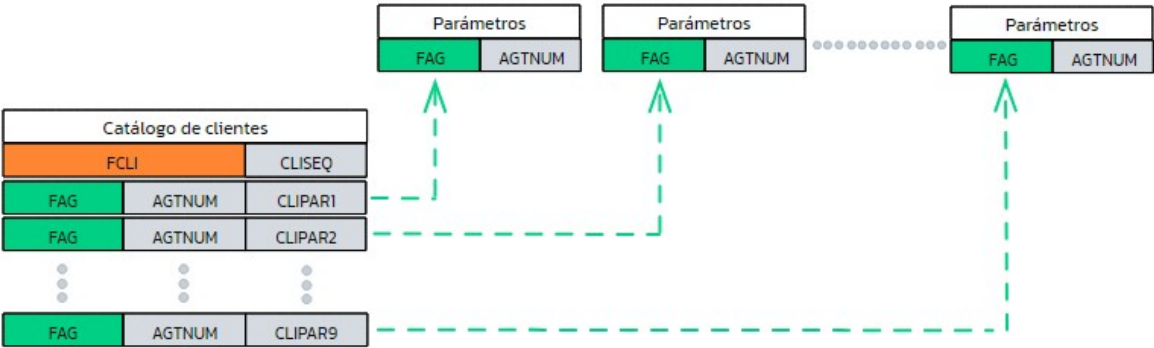 Parámetros
FAG AGTNUM
Parámetros
FAG AGTNUM
Parámetros
FAG AGTNUM
Catálogo de clientes
FCLI CLISEQ
FAG AGTNUM CLIPAR1
FAG AGTNUM CLIPAR2
FAG AGTNUM CLIPAR9